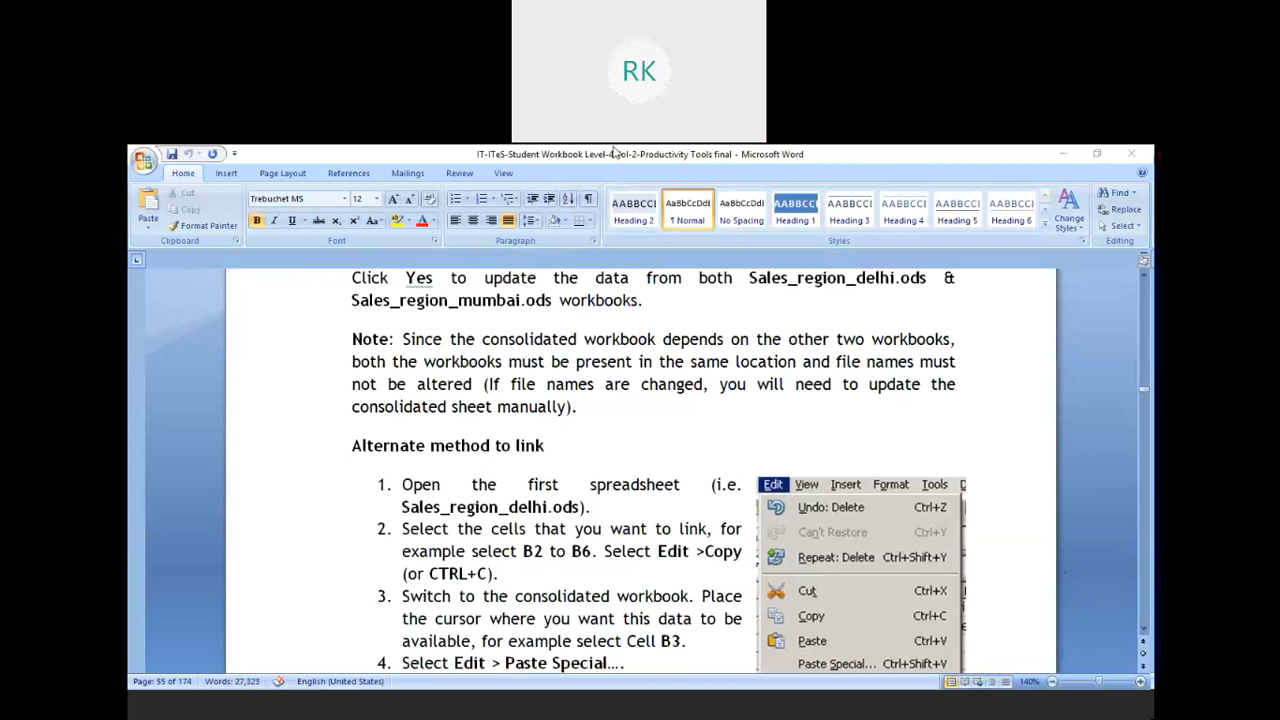 RK
IT-ITeS-Student Workbook Level-4 Vol-2-Productivity Tools final - Microsoft Word
Home Insert Page Layout References Mailings Review View
Paste
Cut
Copy
Format Painter
Clipboard
Trebuchet MS 12
Font
Paragraph
AABBCCI AaBbCcDdI AaBbCcDdI AABBCCI AABBCCI AABBCCI AABBCCI AABBCCI
Heading 2 ¶ Normal No Spacing Heading 1 Heading 3 Heading 4 Heading 5 Heading 6
Change Styles
Styles
Find
Replace
Select
Editing
Click Yes to update the data from both Sales_region_delhi.ods &
Sales_region_mumbai.ods workbooks.
Note: Since the consolidated workbook depends on the other two workbooks,
both the workbooks must be present in the same location and file names must
not be altered (If file names are changed, you will need to update the
consolidated sheet manually).
Alternate method to link
1. Open the first spreadsheet (i.e.
Sales_region_delhi.ods).
2. Select the cells that you want to link, for
example select B2 to B6. Select Edit >Copy
(or CTRL+C).
3. Switch to the consolidated workbook. Place
the cursor where you want this data to be
available, for example select Cell B3.
4. Select Edit > Paste Special....
Edit View Insert Format Tools
Undo: Delete Ctrl+Z
Can't Restore Ctrl+Y
Repeat: Delete Ctrl+Shift+Y
Cut Ctrl+X
Copy Ctrl+C
Paste Ctrl+V
Paste Special... Ctrl+Shift+V
Page: 55 of 174 Words: 27,323 English (United States) 140%